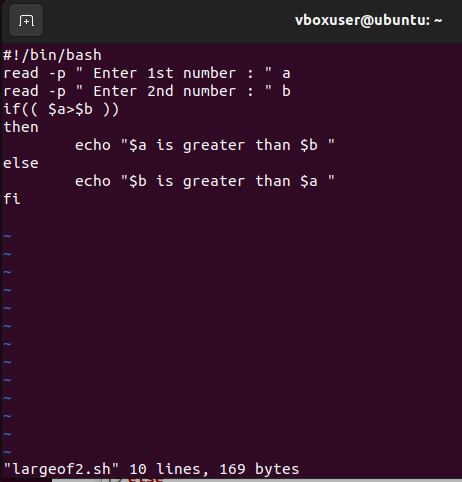 vboxuser@ubuntu: ~
#!/bin/bash
read -p " Enter 1st number : " a
read -p " Enter 2nd number : " b
if(( $a>$b ))
then
        echo "$a is greater than $b "
else
        echo "$b is greater than $a "
fi
~
~
~
~
~
~
~
~
~
~
~
~
~
"largeof2.sh" 10 lines, 169 bytes